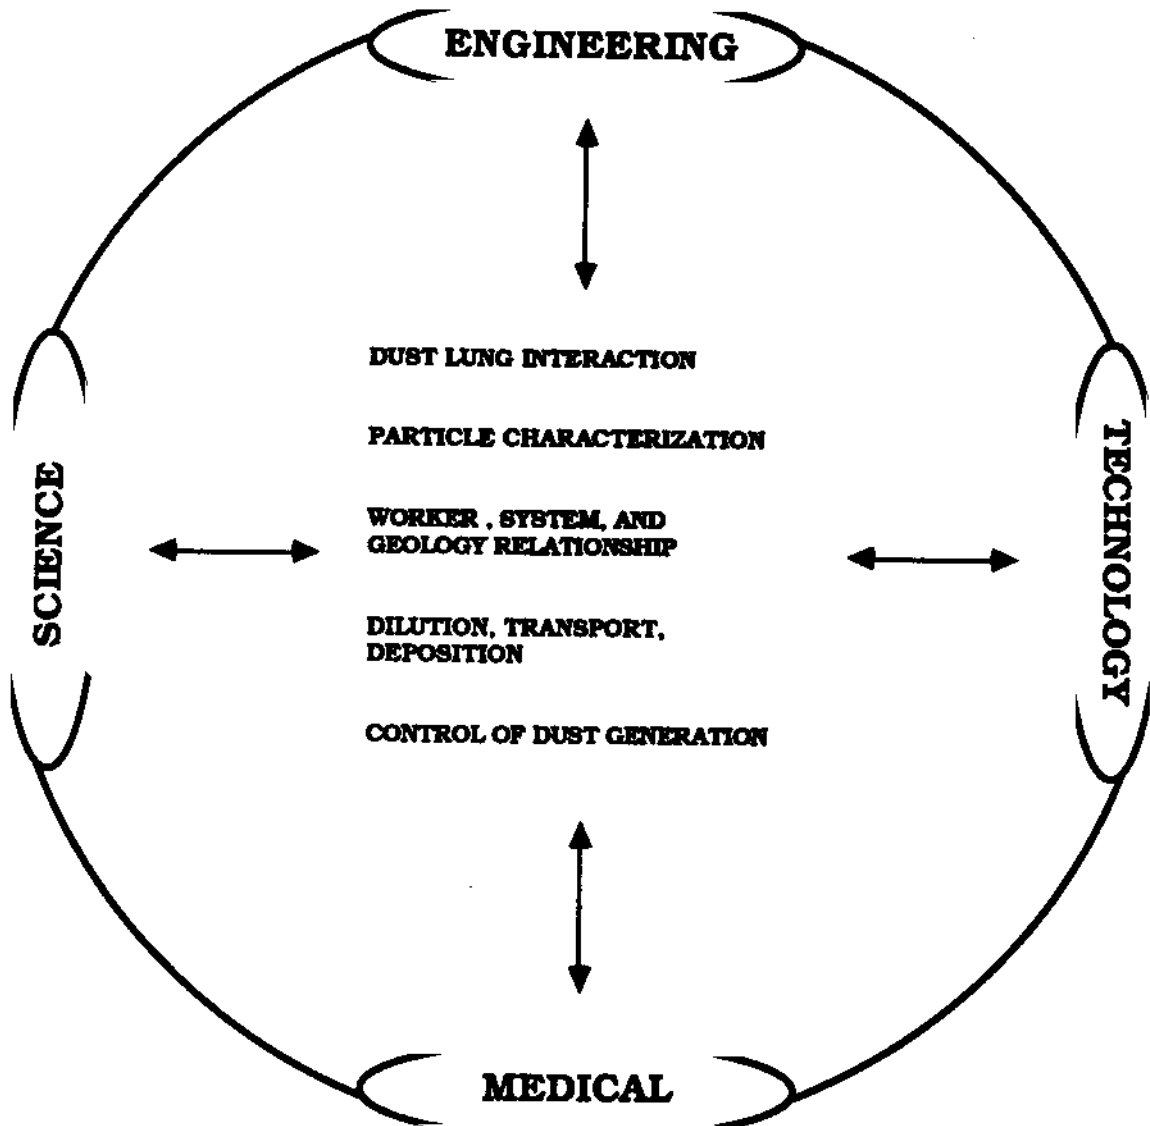 ENGINEERING
DUST LUNG INTERACTION
PARTICLE CHARACTERIZATION
WORKER , SYSTEM, AND
GEOLOGY RELATIONSHIP
DILUTION, TRANSPORT,
DEPOSITION
CONTROL OF DUST GENERATION
SCIENCE
TECHNOLOGY
MEDICAL